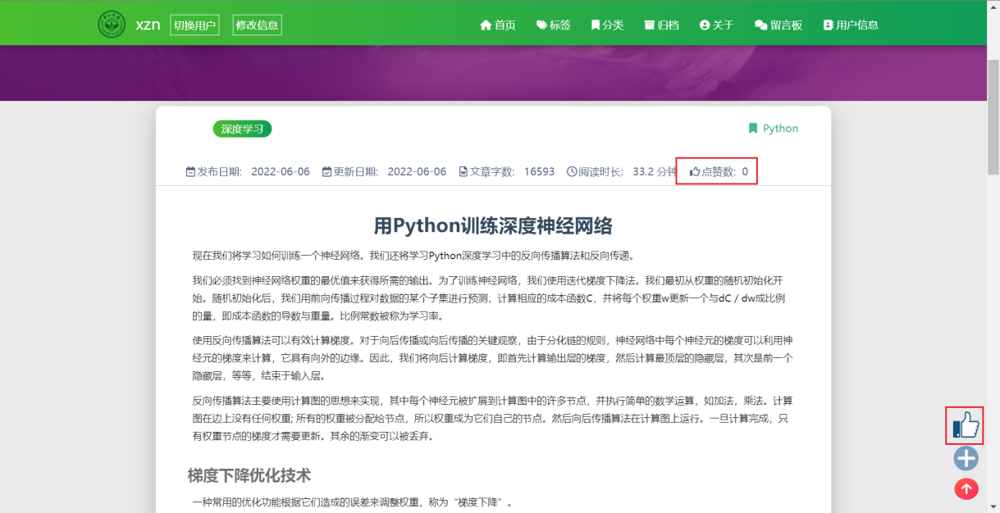 xzn 切换用户 修改信息 首页 标签 分类 归档 关于 留言板 用户信息
深度学习 Python
发布日期: 2022-06-06 更新日期: 2022-06-06 文章字数: 16593 阅读时长: 33.2 分钟 点赞数: 0
用Python训练深度神经网络
现在我们将学习如何训练一个神经网络。我们还将学习Python深度学习中的反向传播算法和反向传递。
我们必须找到神经网络权重的最优值来获得所需的输出。为了训练神经网络，我们使用迭代梯度下降法。我们最初从权重的随机初始化开
始。随机初始化后，我们用前向传播过程对数据的某个子集进行预测，计算相应的成本函数C，并将每个权重w更新一个与dC / dw成比例
的量，即成本函数的导数与重量。比例常数被称为学习率。
使用反向传播算法可以有效计算梯度。对于向后传播或向后传播的关键观察，由于分化链的规则，神经网络中每个神经元的梯度可以利用神
经元的梯度来计算，它具有向外的边缘。因此，我们将向后计算梯度，即首先计算输出层的梯度，然后计算最顶层的隐藏层，其次是前一个
隐藏层，等等，结束于输入层。
反向传播算法主要使用计算图的思想来实现，其中每个神经元被扩展到计算图中的许多节点，并执行简单的数学运算，如加法，乘法。计算
图在边上没有任何权重; 所有的权重被分配给节点，所以权重成为它们自己的节点。然后向后传播算法在计算图上运行。一旦计算完成，只
有权重节点的梯度才需要更新。其余的渐变可以被丢弃。
梯度下降优化技术
一种常用的优化功能根据它们造成的误差来调整权重，称为“梯度下降”。